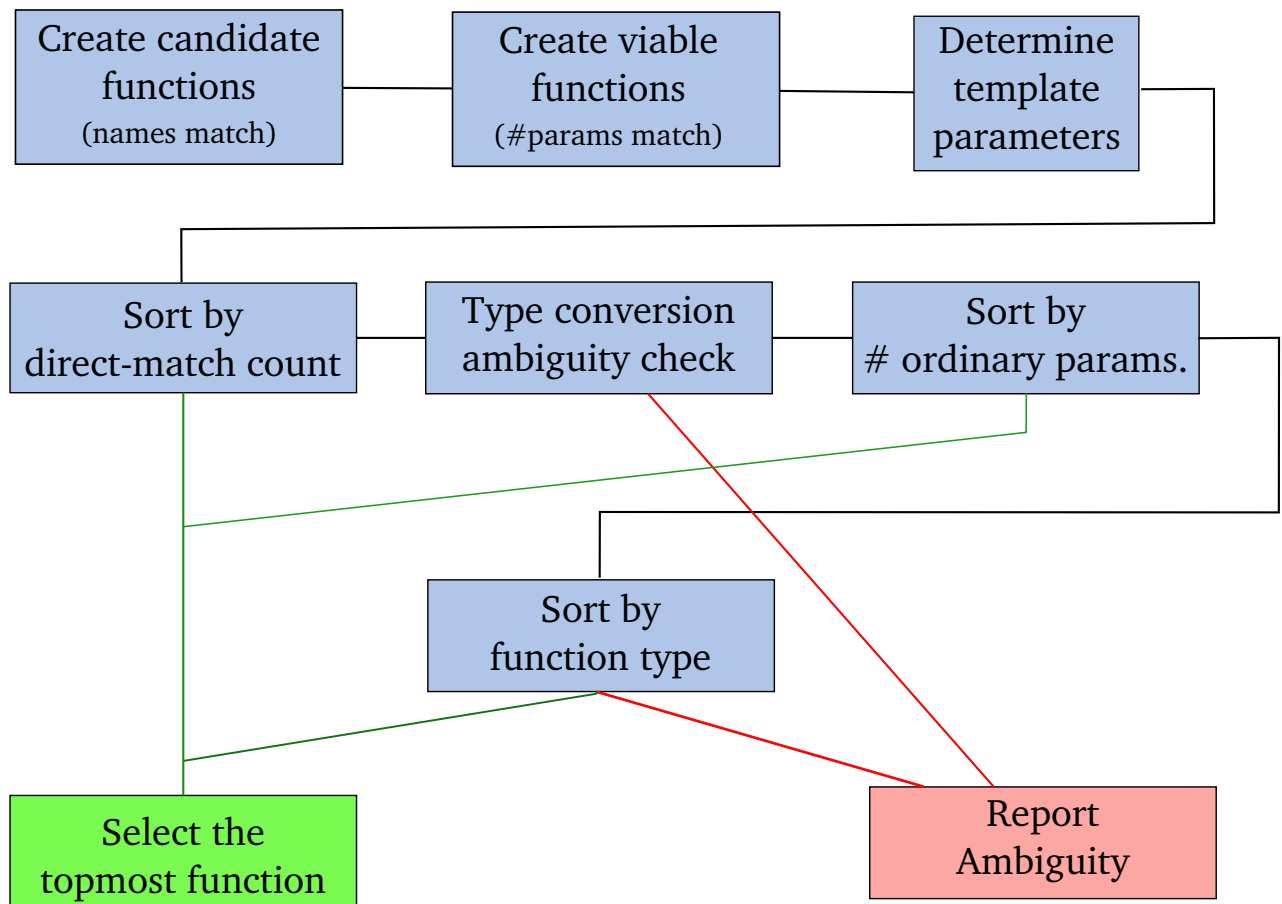 Create candidate
functions
(names match)
Create viable
functions
(#params match)
Determine
template
parameters
Sort by
direct-match count
Type conversion
ambiguity check
Sort by
# ordinary params.
Sort by
function type
Select the
topmost function
Report
Ambiguity